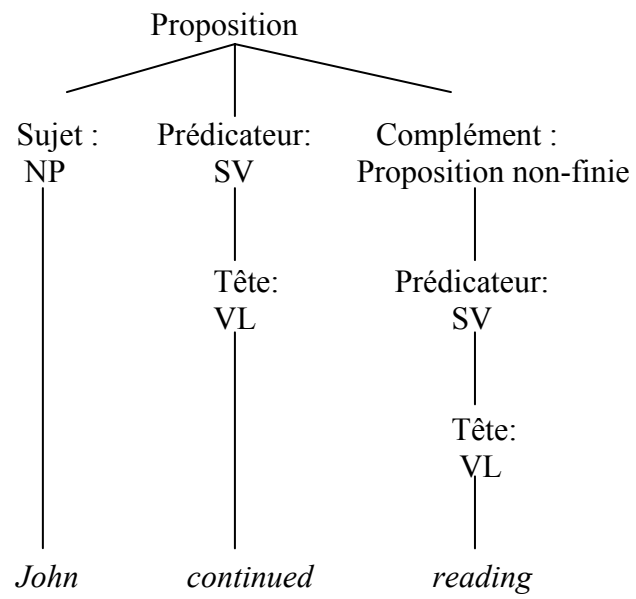 Proposition
Sujet : Prédicateur: Complément :
NP SV Proposition non-finie
Tête: Prédicateur:
VL SV
Tête:
VL
John continued reading